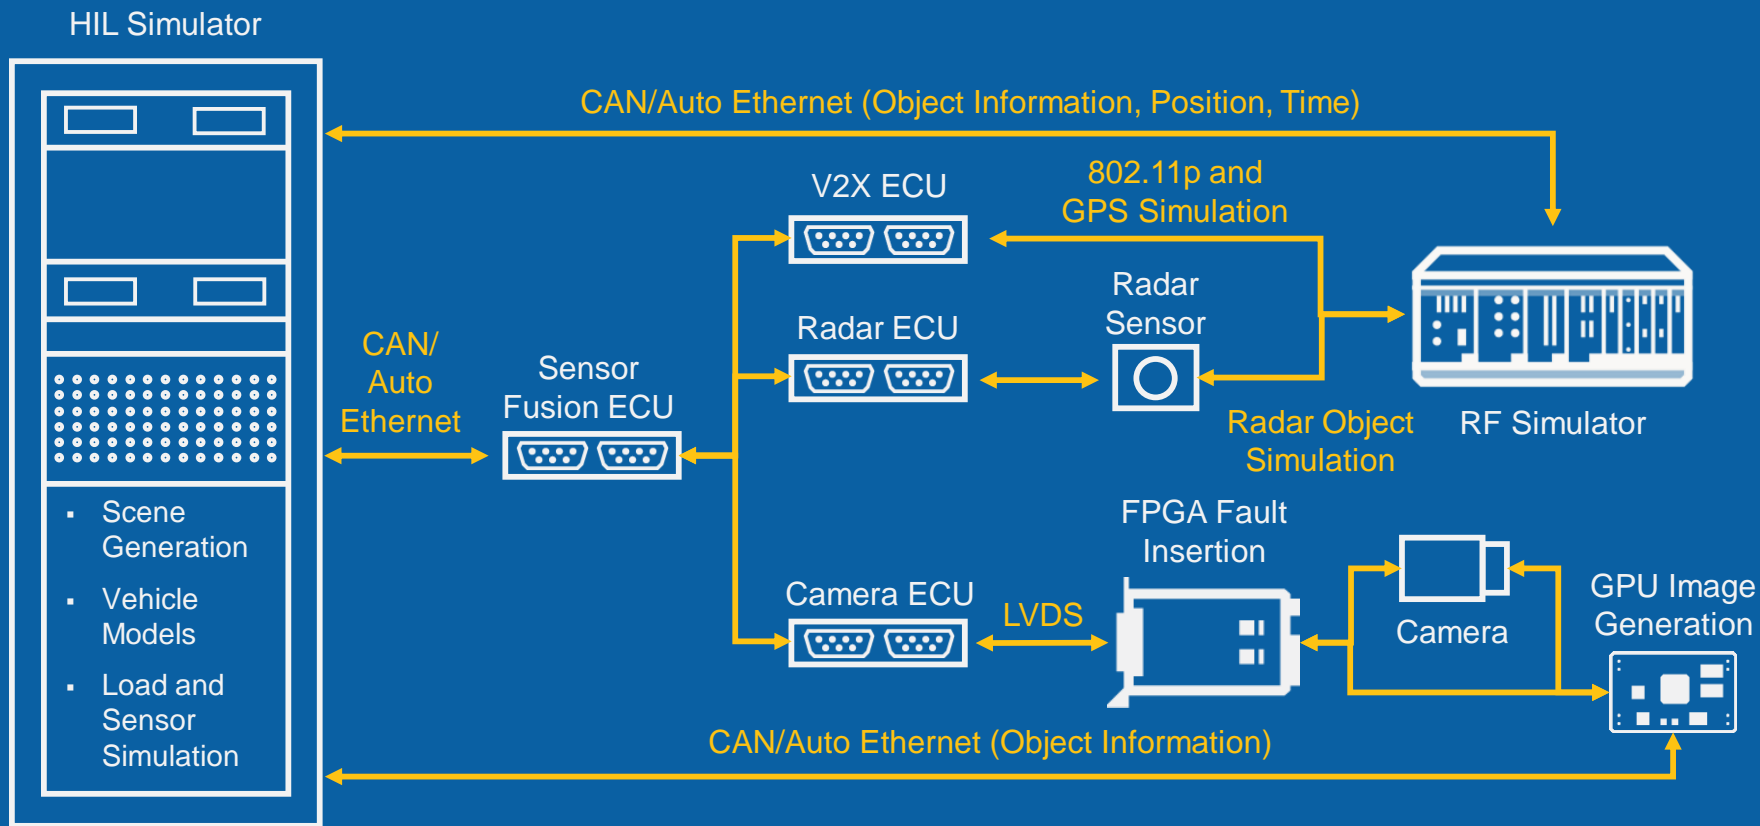 HIL Simulator
CAN/Auto Ethernet (Object Information, Position, Time)
V2X ECU
802.11p and
GPS Simulation
Radar ECU
Radar
Sensor
RF Simulator
Radar Object
Simulation
CAN/
Auto
Ethernet
Sensor
Fusion ECU
▪ Scene
Generation
▪ Vehicle
Models
▪ Load and
Sensor
Simulation
Camera ECU
LVDS
FPGA Fault
Insertion
Camera
GPU Image
Generation
CAN/Auto Ethernet (Object Information)